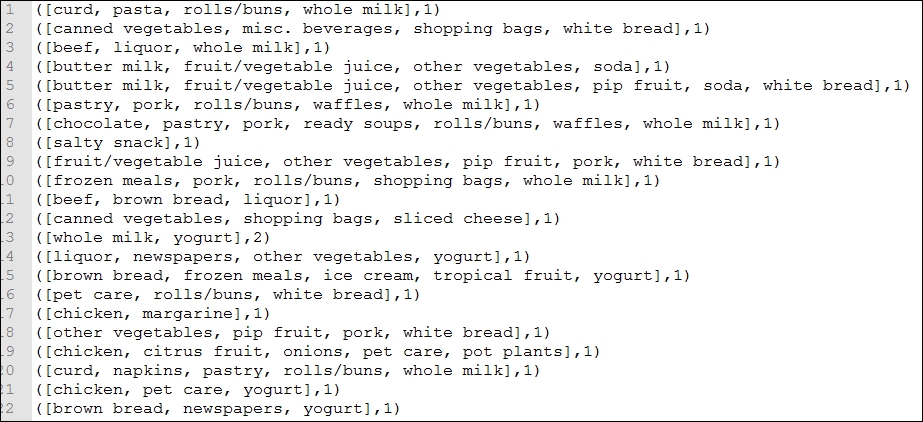 1 ([curd, pasta, rolls/buns, whole milk],1)
2 ([canned vegetables, misc. beverages, shopping bags, white bread],1)
3 ([beef, liquor, whole milk],1)
4 ([butter milk, fruit/vegetable juice, other vegetables, soda],1)
5 ([butter milk, fruit/vegetable juice, other vegetables, pip fruit, soda, white bread],1)
6 ([pastry, pork, rolls/buns, waffles, whole milk],1)
7 ([chocolate, pastry, pork, ready soups, rolls/buns, waffles, whole milk],1)
8 ([salty snack],1)
9 ([fruit/vegetable juice, other vegetables, pip fruit, pork, white bread],1)
10 ([frozen meals, pork, rolls/buns, shopping bags, whole milk],1)
11 ([beef, brown bread, liquor],1)
12 ([canned vegetables, shopping bags, sliced cheese],1)
13 ([whole milk, yogurt],2)
14 ([liquor, newspapers, other vegetables, yogurt],1)
15 ([brown bread, frozen meals, ice cream, tropical fruit, yogurt],1)
16 ([pet care, rolls/buns, white bread],1)
17 ([chicken, margarine],1)
18 ([other vegetables, pip fruit, pork, white bread],1)
19 ([chicken, citrus fruit, onions, pet care, pot plants],1)
20 ([curd, napkins, pastry, rolls/buns, whole milk],1)
21 ([chicken, pet care, yogurt],1)
22 ([brown bread, newspapers, yogurt],1)